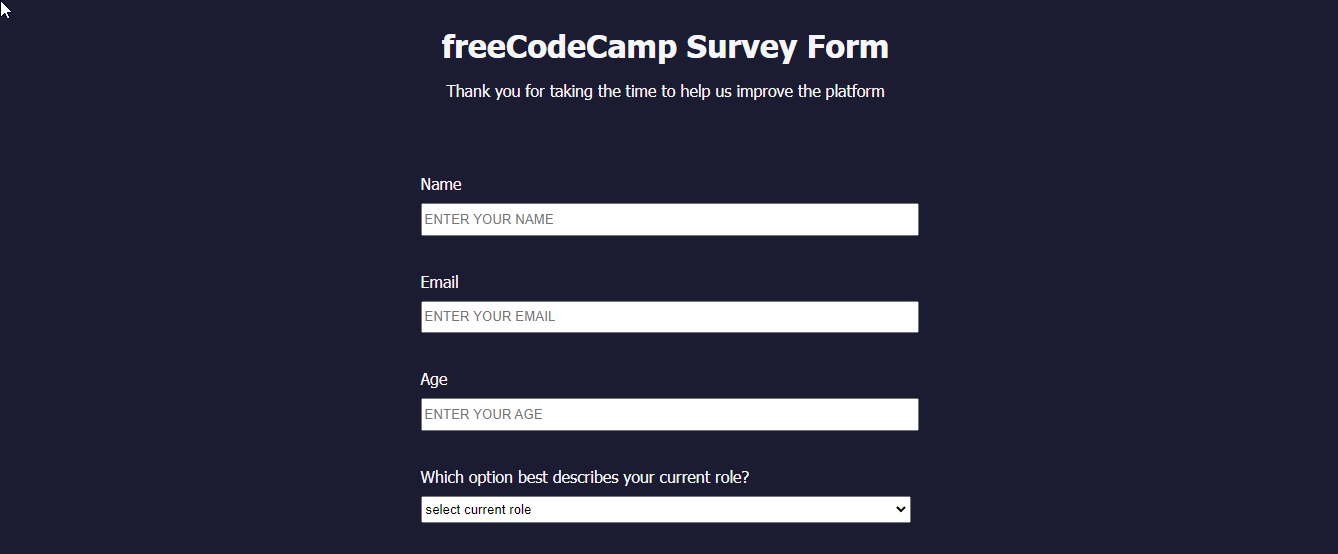 freeCodeCamp Survey Form
Thank you for taking the time to help us improve the platform
Name
ENTER YOUR NAME
Email
ENTER YOUR EMAIL
Age
ENTER YOUR AGE
Which option best describes your current role?
select current role